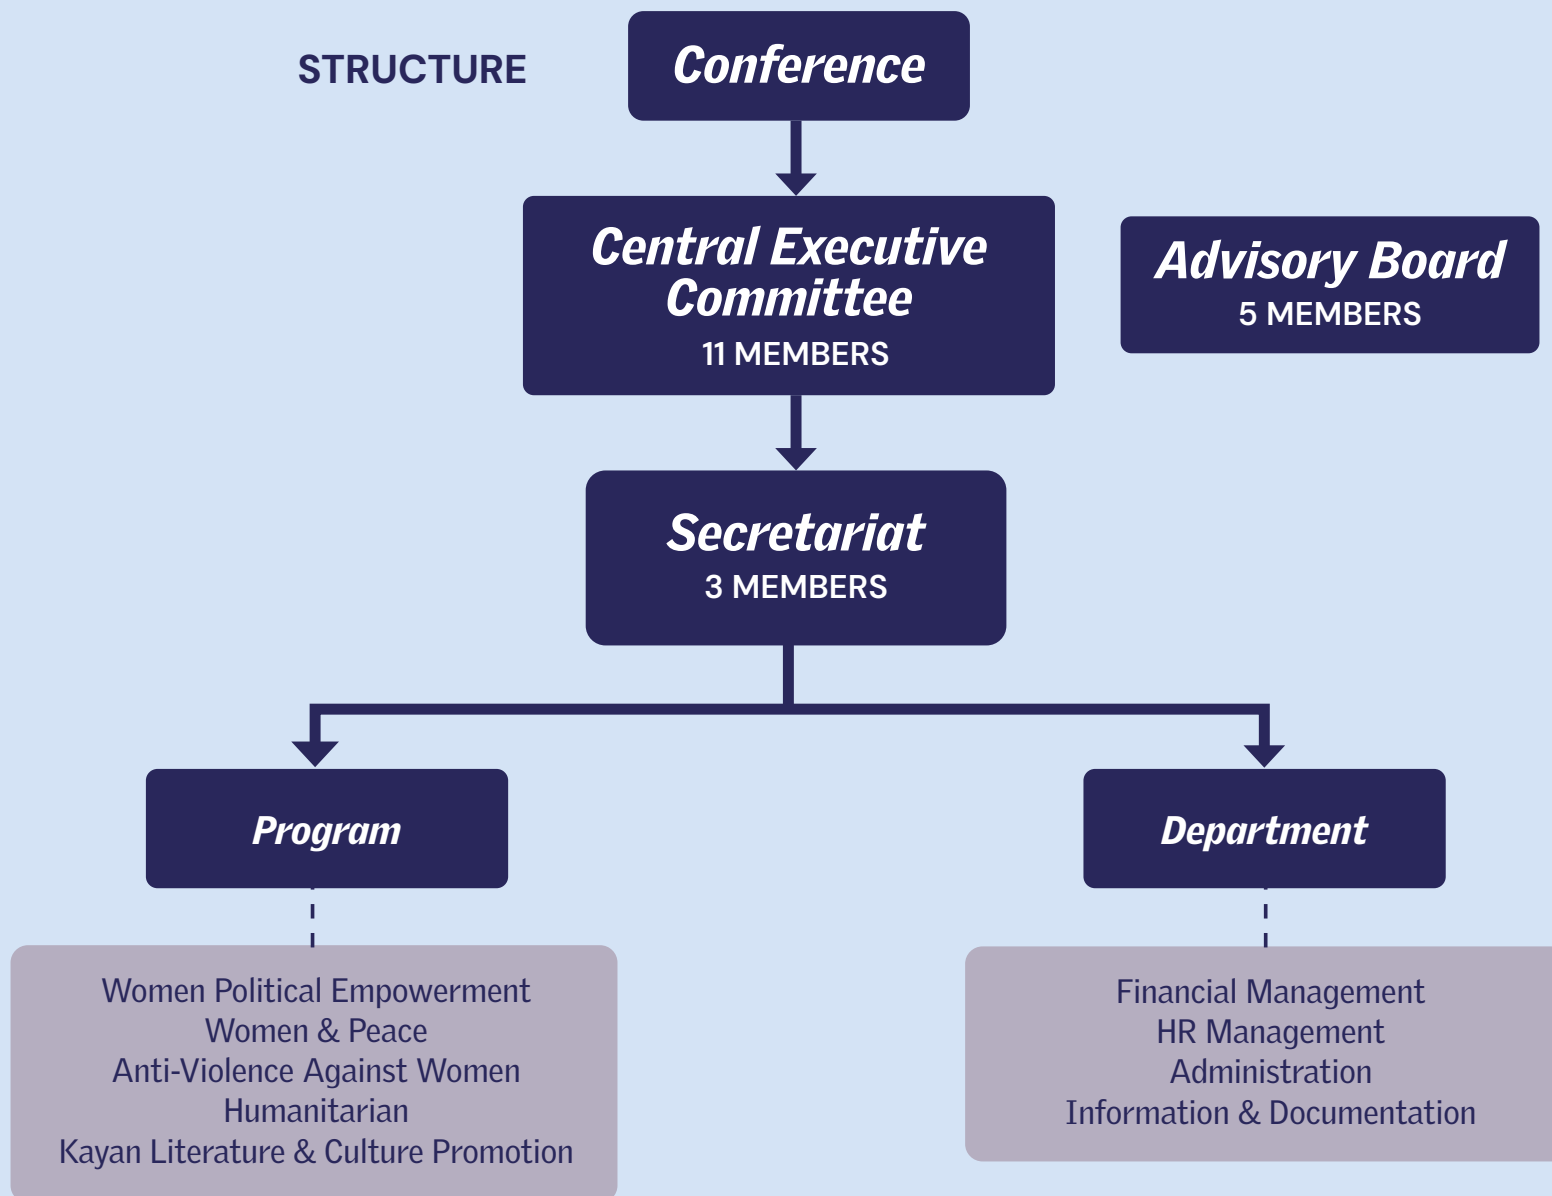 STRUCTURE
Conference
Central Executive
Committee
11 MEMBERS
Advisory Board
5 MEMBERS
Secretariat
3 MEMBERS
Program
Department
Women Political Empowerment
Women & Peace
Anti-Violence Against Women
Humanitarian
Kayan Literature & Culture Promotion
Financial Management
HR Management
Administration
Information & Documentation